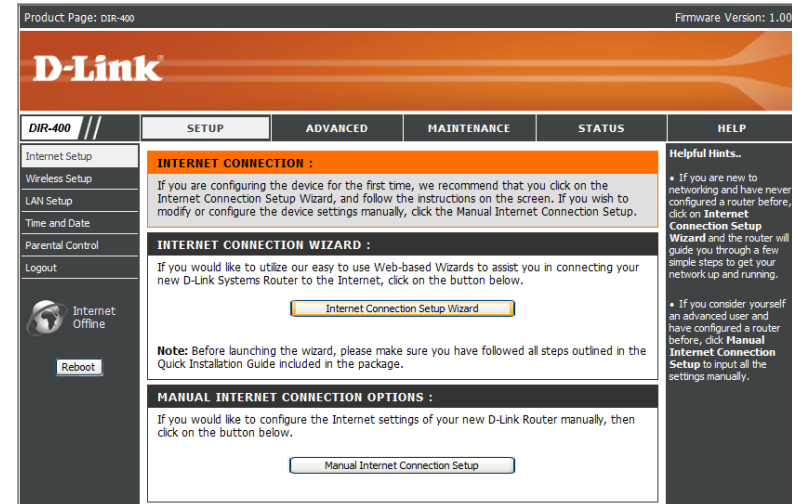 Product Page: DIR-400
Firmware Version: 1.00
D-Link
DIR-400
SETUP
ADVANCED
MAINTENANCE
STATUS
HELP
Internet Setup
Wireless Setup
LAN Setup
Time and Date
Parental Control
Logout
Internet
Offline
Reboot
INTERNET CONNECTION :
If you are configuring the device for the first time, we recommend that you click on the
Internet Connection Setup Wizard, and follow the instructions on the screen. If you wish to
modify or configure the device settings manually, click the Manual Internet Connection Setup.
INTERNET CONNECTION WIZARD :
If you would like to utilize our easy to use Web-based Wizards to assist you in connecting your
new D-Link Systems Router to the Internet, click on the button below.
Internet Connection Setup Wizard
Note: Before launching the wizard, please make sure you have followed all steps outlined in the
Quick Installation Guide included in the package.
MANUAL INTERNET CONNECTION OPTIONS :
If you would like to configure the Internet settings of your new D-Link Router manually, then
click on the button below.
Manual Internet Connection Setup
Helpful Hints..
• If you are new to
networking and have never
configured a router before,
click on Internet
Connection Setup
Wizard and the router will
guide you through a few
simple steps to get your
network up and running.
• If you consider yourself
an advanced user and
have configured a router
before, click Manual
Internet Connection
Setup to input all the
settings manually.